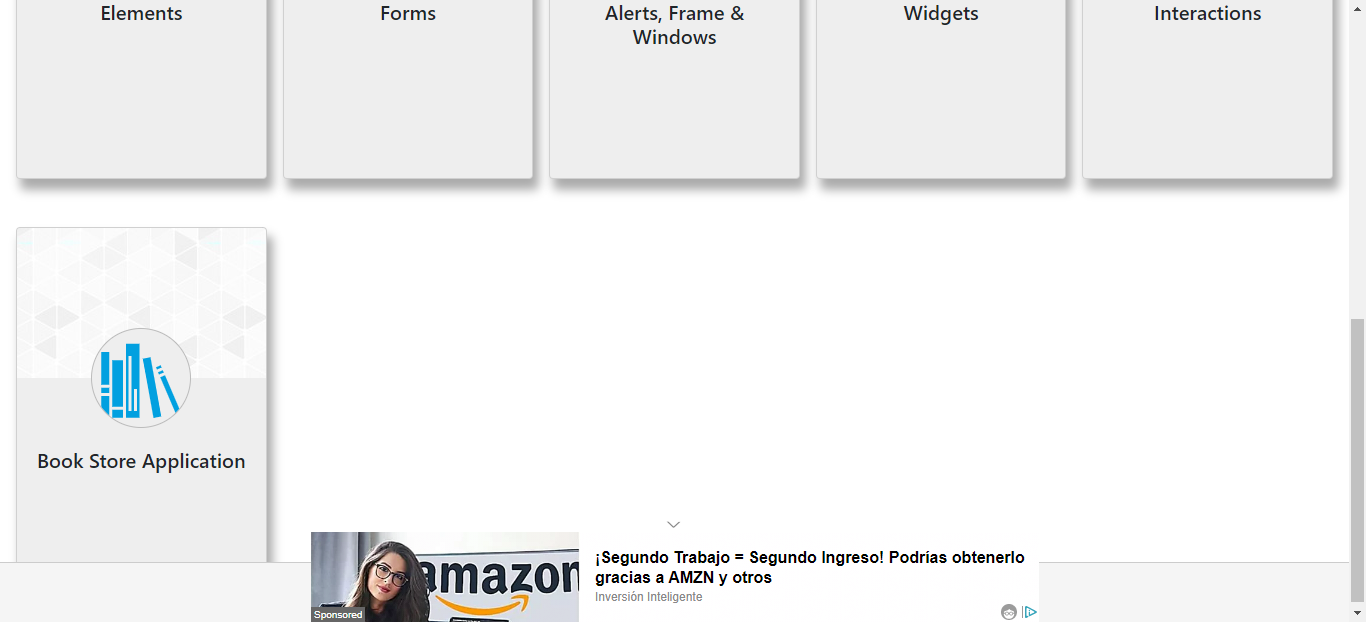 Elements
Forms
Alerts, Frame &
Windows
Widgets
Interactions
Book Store Application
amazon
Sponsored
¡Segundo Trabajo = Segundo Ingreso! Podrías obtenerlo
gracias a AMZN y otros
Inversión Inteligente